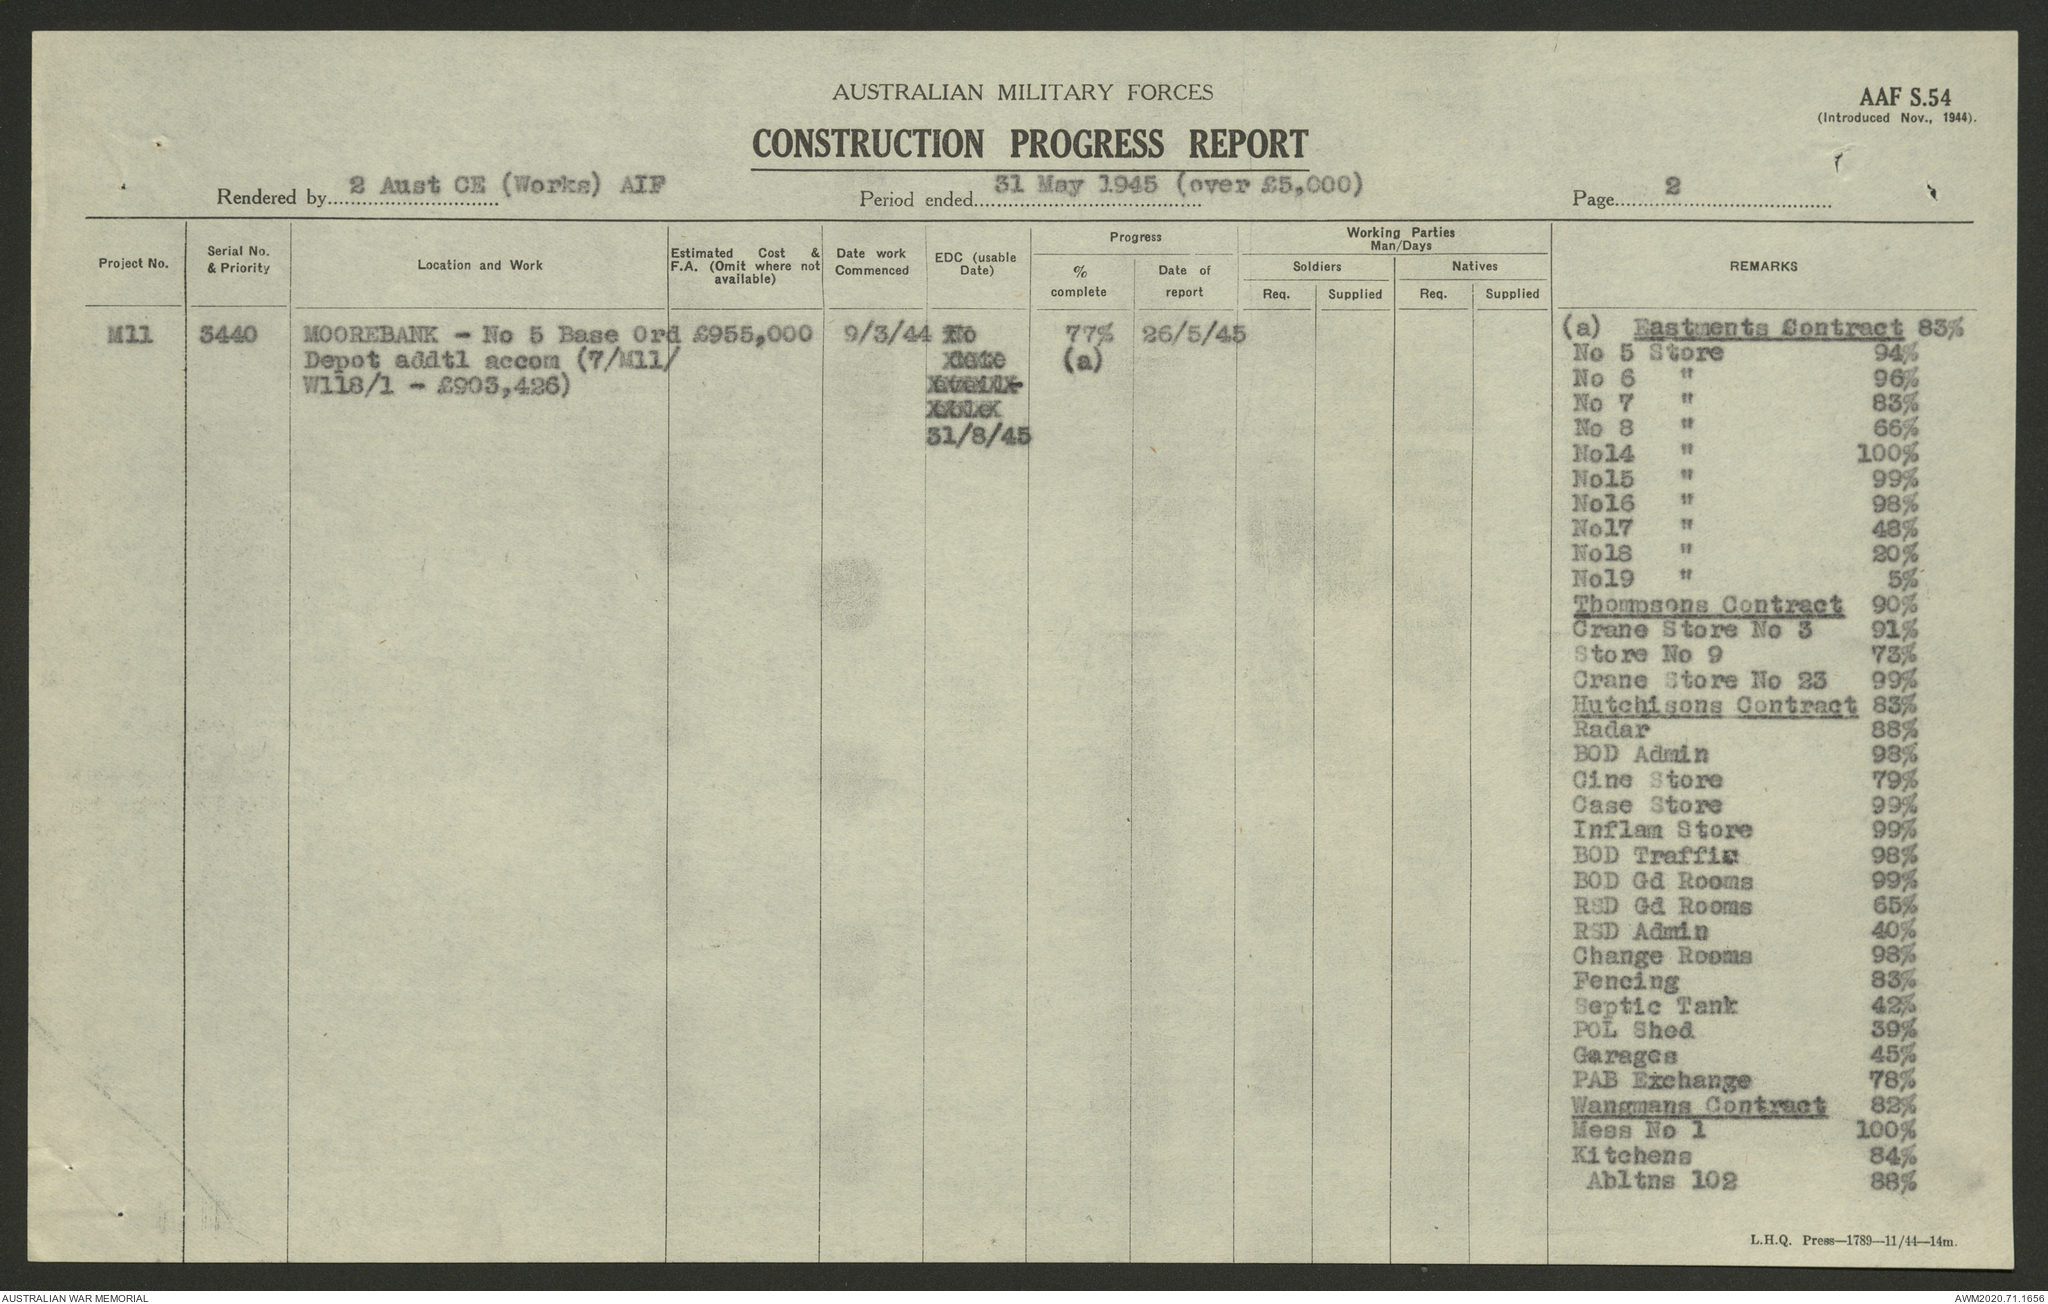 AUSTRALIAN MILITARY FORCES
AAF S.54
(Introduced Nov., 1944).
CONSTRUCTION PROGRESS REPORT
Rendered by 2 Aust CE (Works) AIF Period ended 31 May 1945 (over £5,000) Page 2
Project No. Serial No. & Priority Location and Work Estimated Cost & F.A. (Omit where not available) Date work Commenced EDC (usable Date) Progress % complete Date of report Working Parties Man/Days Soldiers Req. Supplied Natives Req. Supplied REMARKS
M11 3440 MOOREBANK - No 5 Base Ord £955,000 9/3/44 No 77% 26/5/45 (a) Eastments Contract 83%
Depot addtl accom (7/M11/ date (a)
W118/1 - £903,426)
31/8/45
No 5 Store 94%
No 6 " 96%
No 7 " 83%
No 8 " 66%
No14 " 100%
No15 " 99%
No16 " 98%
No17 " 48%
No18 " 20%
No19 " 5%
Thompsons Contract 90%
Crane Store No 3 91%
Store No 9 73%
Crane Store No 23 99%
Hutchisons Contract 83%
Radar 88%
BOD Admin 98%
Cine Store 79%
Case Store 99%
Inflam Store 99%
BOD Traffic 98%
BOD Gd Rooms 99%
RSD Gd Rooms 65%
RSD Admin 40%
Change Rooms 98%
Fencing 83%
Septic Tank 42%
POL Shed 39%
Garages 45%
PAB Exchange 78%
Wangmans Contract 82%
Mess No 1 100%
Kitchens 84%
Abltns 102 88%
L.H.Q. Press—1789—11/44—14m.
AUSTRALIAN WAR MEMORIAL
AWM2020.71.1656